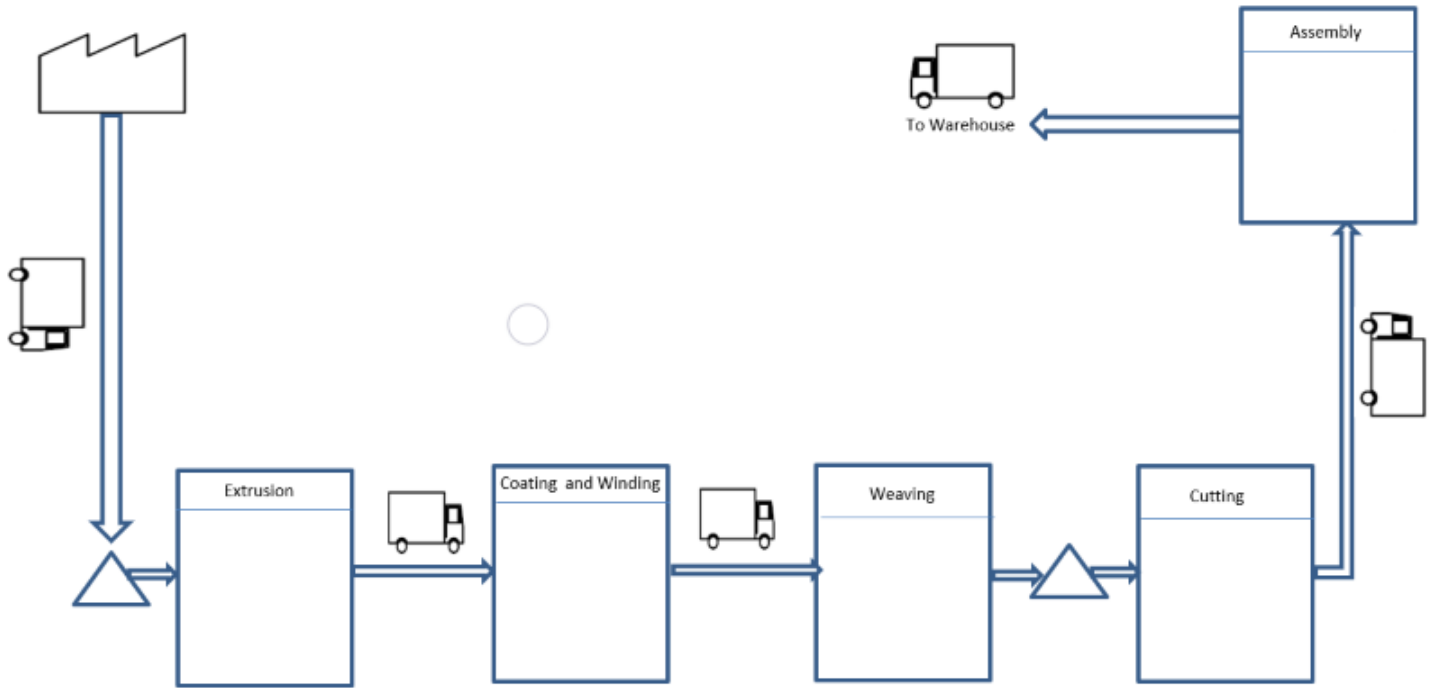 Assembly
To Warehouse
Extrusion
Coating and Winding
Weaving
Cutting